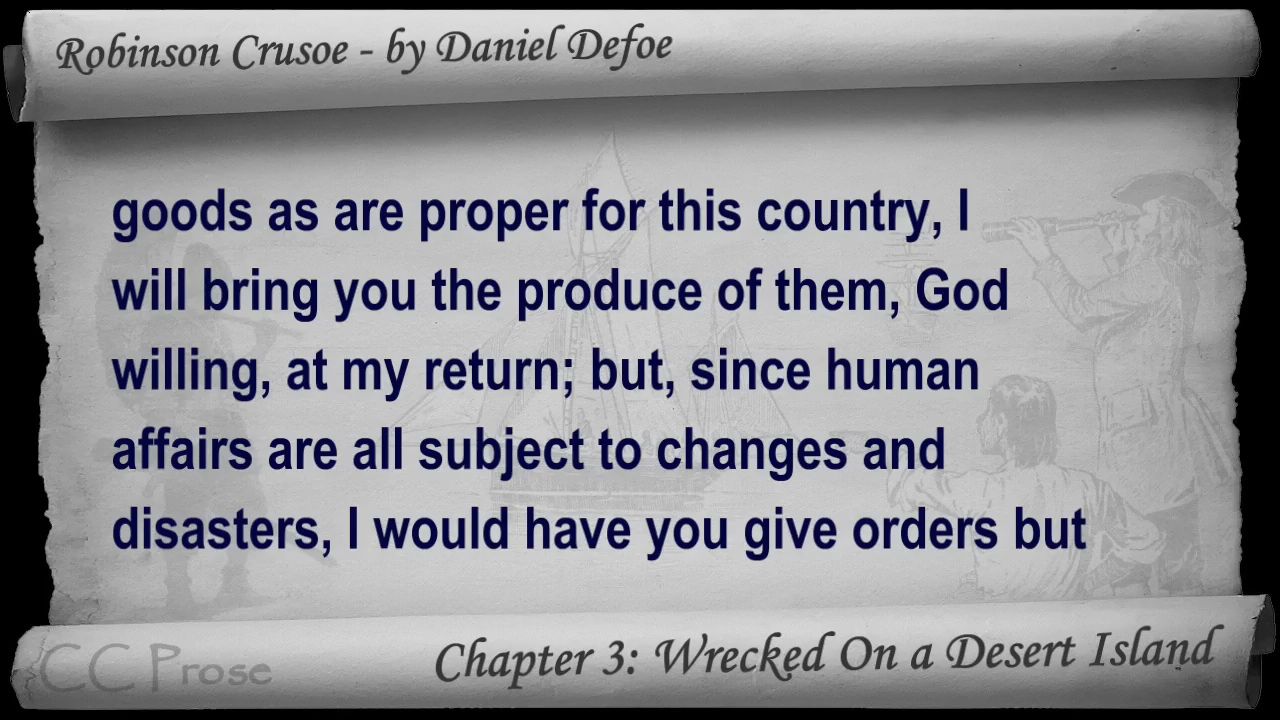 Robinson Crusoe - by Daniel Defoe
goods as are proper for this country, I
will bring you the produce of them, God
willing, at my return; but, since human
affairs are all subject to changes and
disasters, I would have you give orders but
CC Prose
Chapter 3: Wrecked On a Desert Island